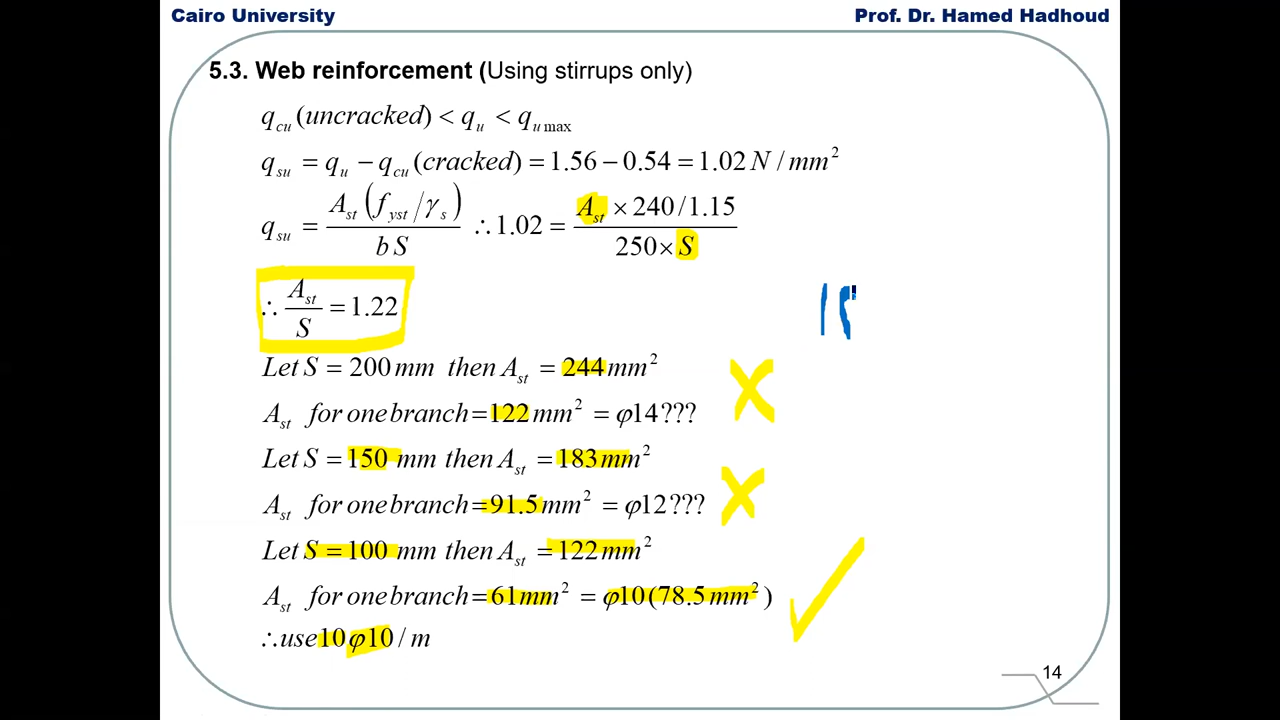 Cairo University Prof. Dr. Hamed Hadhoud
5.3. Web reinforcement (Using stirrups only)
q_cu (uncracked) < q_u < q_u max
q_su = q_u − q_cu (cracked) = 1.56 − 0.54 = 1.02 N / mm²
q_su = A_st (f_yst / γ_s) / b S ∴ 1.02 = A_st × 240 / 1.15 / 250 × S
∴ A_st / S = 1.22
Let S = 200 mm then A_st = 244 mm²
A_st for one branch = 122 mm² = φ14???
Let S = 150 mm then A_st = 183 mm²
A_st for one branch = 91.5 mm² = φ12???
Let S = 100 mm then A_st = 122 mm²
A_st for one branch = 61 mm² = φ10 (78.5 mm²)
∴ use 10 φ10 / m
14